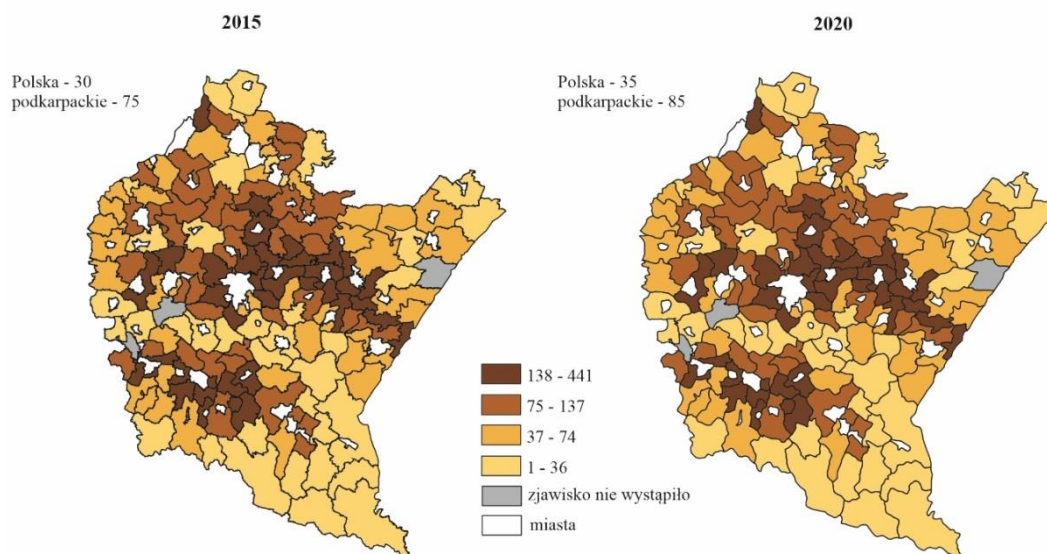 2015
2020
Polska - 30
podkarpackie - 75
Polska - 35
podkarpackie - 85
138 - 441
75 - 137
37 - 74
1 - 36
zjawisko nie wystąpiło
miasta